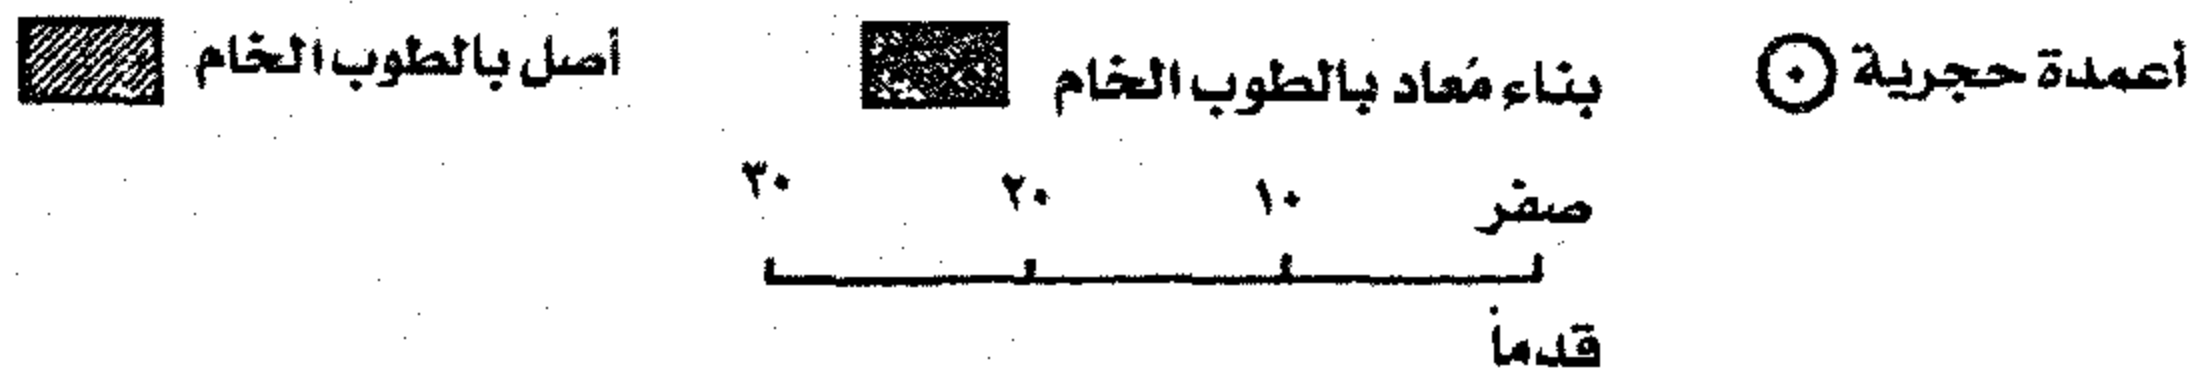 أعمدة حجرية بناء مُعاد بالطوب الخام أصل بالطوب الخام
صفر ١٠ ٢٠ ٣٠
قدماً